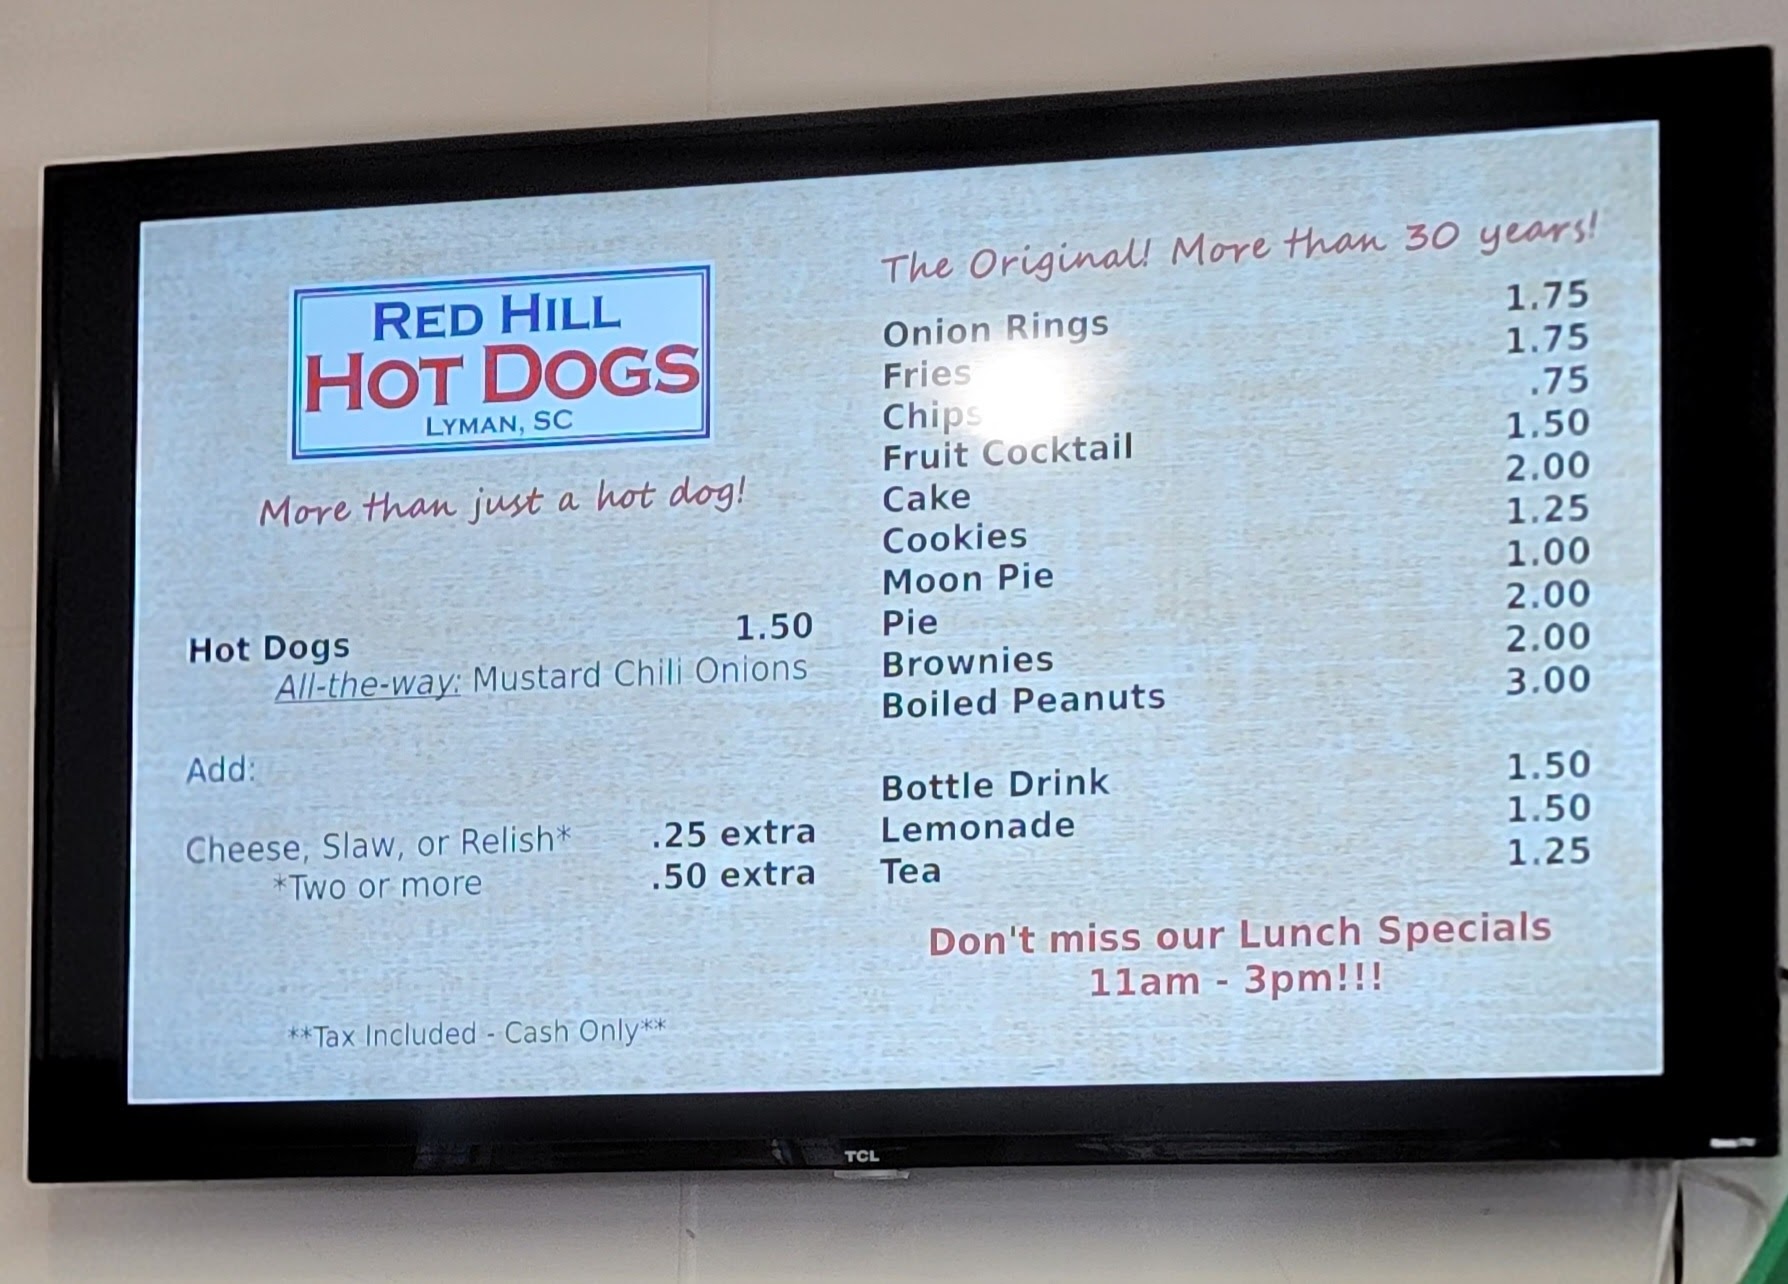 RED HILL
HOT DOGS
LYMAN, SC
More than just a hot dog!
Hot Dogs 1.50
All-the-way: Mustard Chili Onions
Add:
Cheese, Slaw, or Relish* .25 extra
*Two or more .50 extra
**Tax Included - Cash Only**
The Original! More than 30 years!
Onion Rings 1.75
Fries 1.75
Chips .75
Fruit Cocktail 1.50
Cake 2.00
Cookies 1.25
Moon Pie 1.00
Pie 2.00
Brownies 2.00
Boiled Peanuts 3.00
Bottle Drink 1.50
Lemonade 1.50
Tea 1.25
Don't miss our Lunch Specials
11am - 3pm!!!
TCL